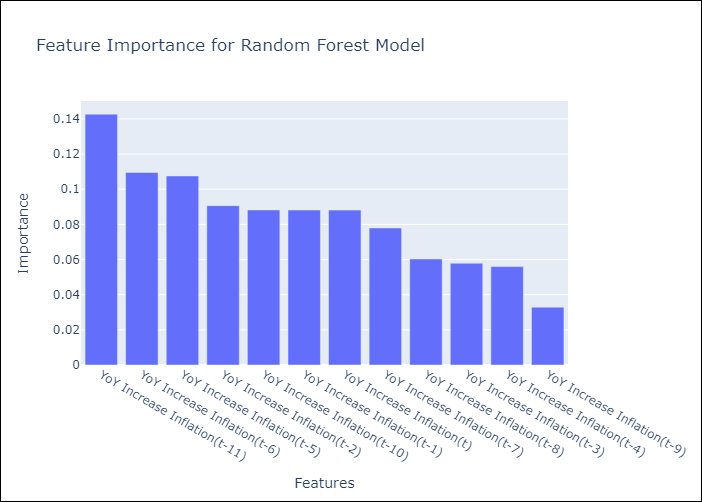 Feature Importance for Random Forest Model
Importance
0.14
0.12
0.1
0.08
0.06
0.04
0.02
0
YoY Increase Inflation(t-11)
YoY Increase Inflation(t-6)
YoY Increase Inflation(t-5)
YoY Increase Inflation(t-2)
YoY Increase Inflation(t-10)
YoY Increase Inflation(t-1)
YoY Increase Inflation(t)
YoY Increase Inflation(t-7)
YoY Increase Inflation(t-8)
YoY Increase Inflation(t-3)
YoY Increase Inflation(t-4)
YoY Increase Inflation(t-9)
Features